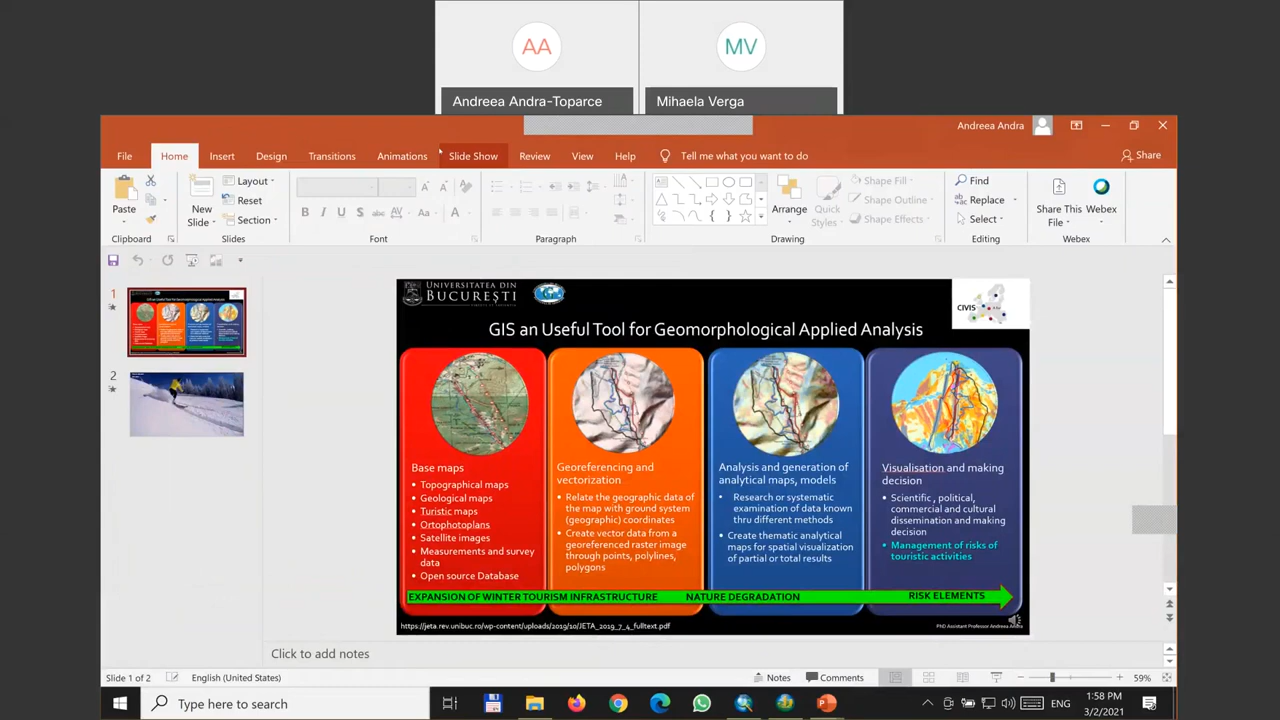 AA
MV
Andreea Andra-Toparce
Mihaela Verga
Andreea Andra
File
Home
Insert
Design
Transitions
Animations
Slide Show
Review
View
Help
Tell me what you want to do
Share
Paste
New
Slide
Layout
Reset
Section
Arrange
Quick
Styles
Shape Fill
Shape Outline
Shape Effects
Find
Replace
Select
Share This
File
Webex
Clipboard
Slides
Font
Paragraph
Drawing
Editing
Webex
1
2
UNIVERSITATEA DIN
BUCUREȘTI
CIVIS
GIS an Useful Tool for Geomorphological Applied Analysis
Base maps
• Topographical maps
• Geological maps
• Turistic maps
• Ortophotoplans
• Satellite images
• Measurements and survey
data
• Open source Database
Georeferencing and
vectorization
• Relate the geographic data of
the map with ground system
(geographic) coordinates
• Create vector data from a
georeferenced raster image
through points, polylines,
polygons
Analysis and generation of
analytical maps, models
• Research or systematic
examination of data known
thru different methods
• Create thematic analytical
maps for spatial visualization
of partial or total results
Visualisation and making
decision
• Scientific , political,
commercial and cultural
dissemination and making
decision
• Management of risks of
touristic activities
EXPANSION OF WINTER TOURISM INFRASTRUCTURE
NATURE DEGRADATION
RISK ELEMENTS
https://jeta.rev.unibuc.ro/wp-content/uploads/2019/10/JETA_2019_7_4_fulltext.pdf
PhD Assistant Professor Andreea Andra
Click to add notes
Slide 1 of 2
English (United States)
Notes
Comments
59%
Type here to search
ENG
1:58 PM
3/2/2021